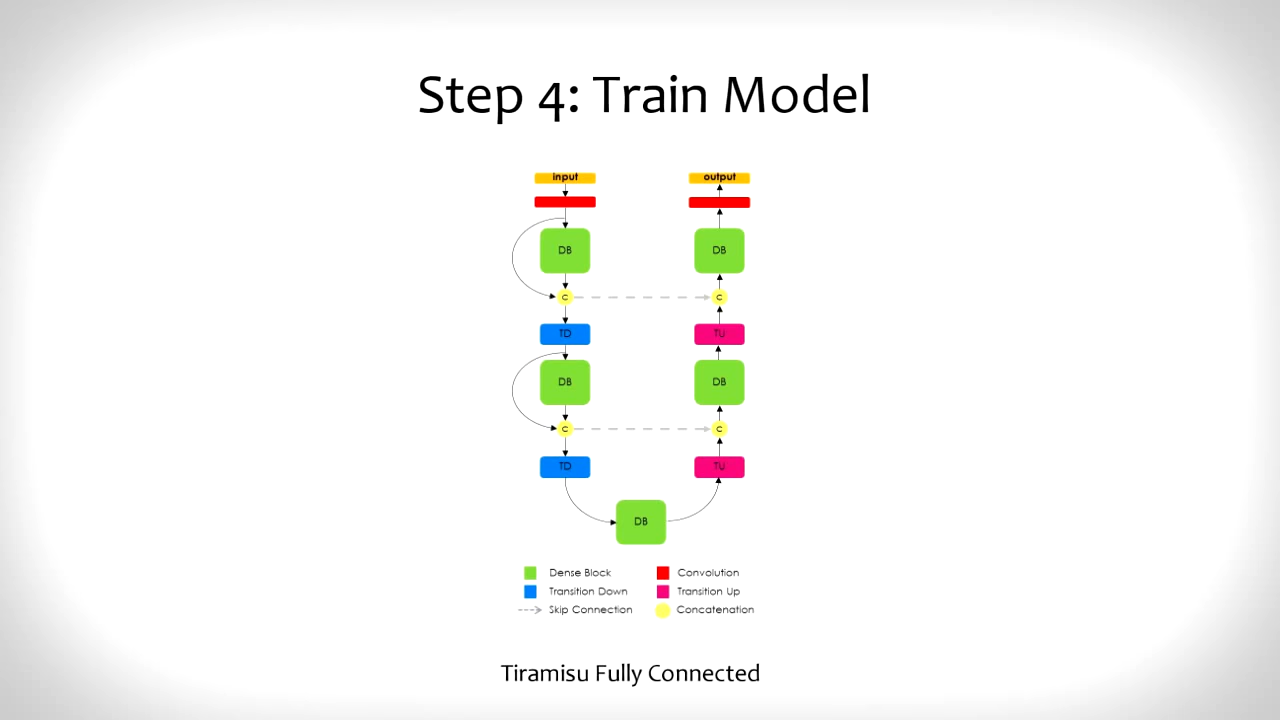 Step 4: Train Model
input output
DB DB
c c
TD TU
DB DB
c c
TD TU
DB
Dense Block Convolution
Transition Down Transition Up
Skip Connection Concatenation
Tiramisu Fully Connected